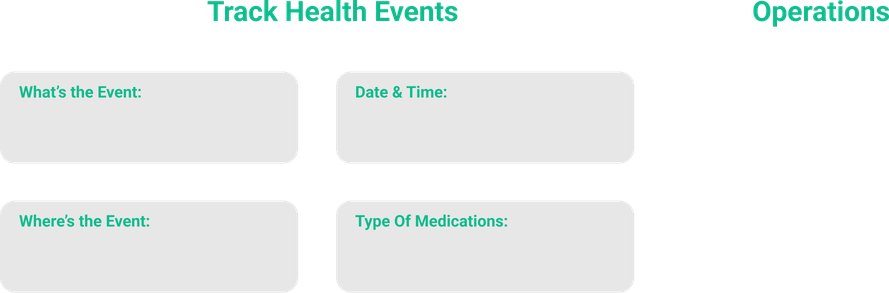 Track Health Events
Operations
What's the Event:
Date & Time:
Where's the Event:
Type Of Medications: